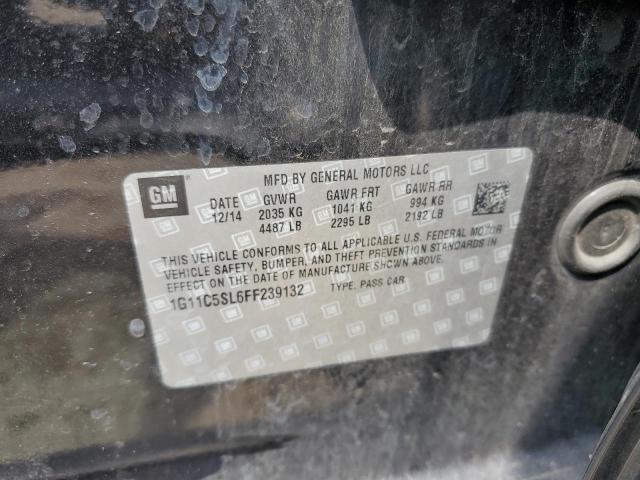 MFD BY GENERAL MOTORS LLC
GM
DATE GVWR GAWR FRT GAWR RR
12/14 2035 KG 1041 KG 994 KG
4487 LB 2295 LB 2192 LB
THIS VEHICLE CONFORMS TO ALL APPLICABLE U.S. FEDERAL MOTOR
VEHICLE SAFETY, BUMPER, AND THEFT PREVENTION STANDARDS IN
EFFECT ON THE DATE OF MANUFACTURE SHOWN ABOVE.
1G11C5SL6FF239132 TYPE: PASS CAR